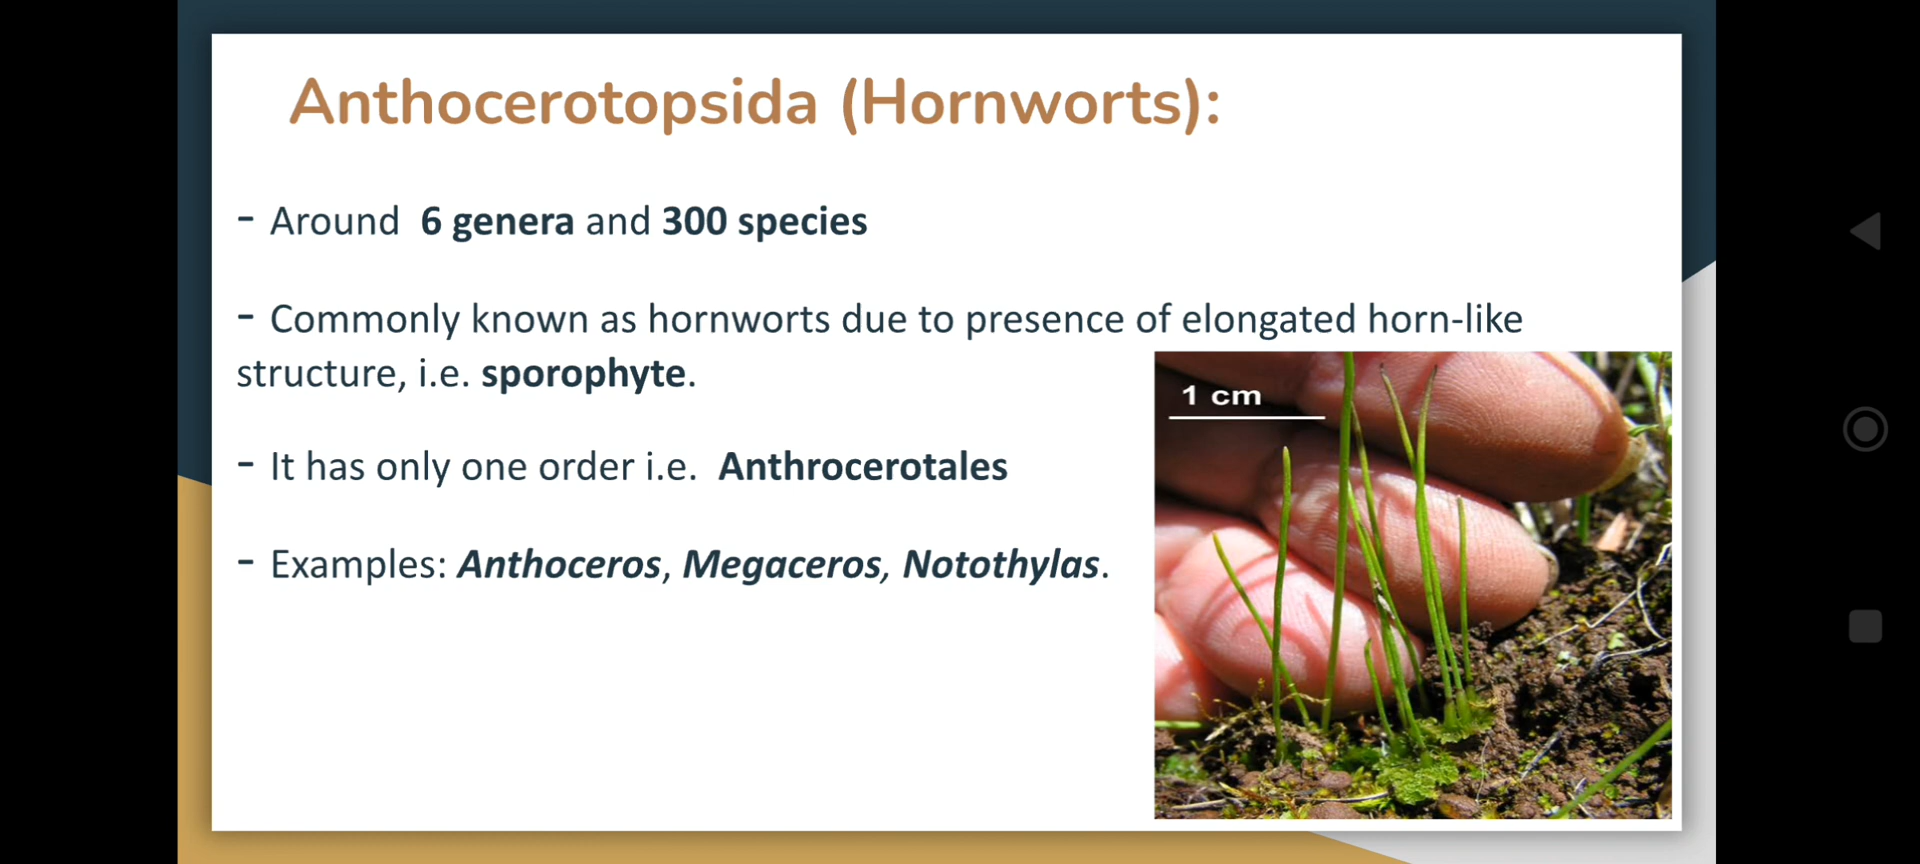 Anthocerotopsida (Hornworts):
- Around 6 genera and 300 species
- Commonly known as hornworts due to presence of elongated horn-like
structure, i.e. sporophyte.
1 cm
- It has only one order i.e. Anthrocerotales
- Examples: Anthoceros, Megaceros, Notothylas.